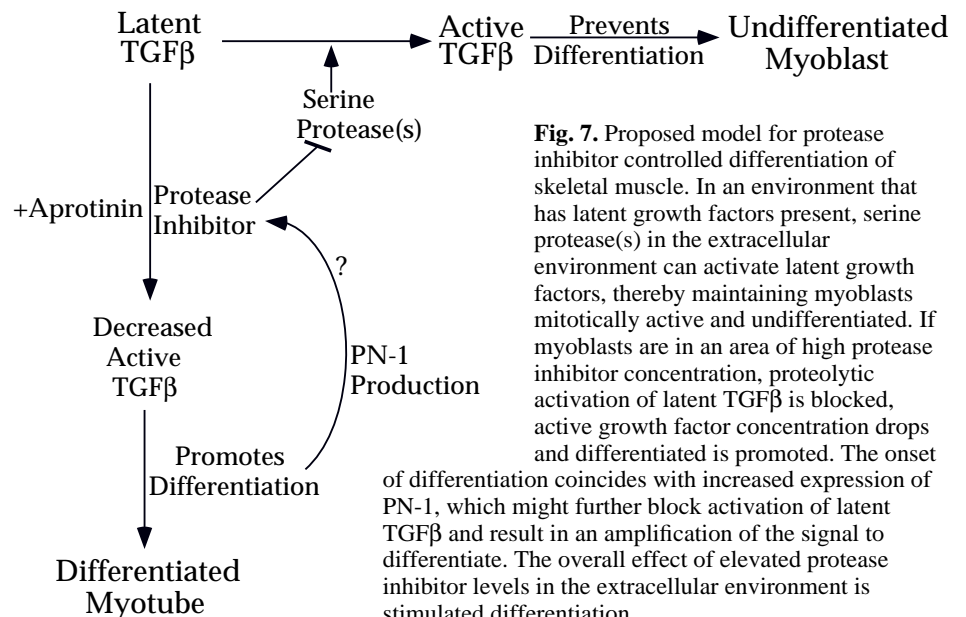 Latent
TGFβ
Active
TGFβ
Prevents
Differentiation
Undifferentiated
Myoblast
Serine
Protease(s)
+Aprotinin
Protease
Inhibitor
?
Decreased
Active
TGFβ
PN-1
Production
Promotes
Differentiation
Differentiated
Myotube
Fig. 7. Proposed model for protease
inhibitor controlled differentiation of
skeletal muscle. In an environment that
has latent growth factors present, serine
protease(s) in the extracellular
environment can activate latent growth
factors, thereby maintaining myoblasts
mitotically active and undifferentiated. If
myoblasts are in an area of high protease
inhibitor concentration, proteolytic
activation of latent TGFβ is blocked,
active growth factor concentration drops
and differentiated is promoted. The onset
of differentiation coincides with increased expression of
PN-1, which might further block activation of latent
TGFβ and result in an amplification of the signal to
differentiate. The overall effect of elevated protease
inhibitor levels in the extracellular environment is
stimulated differentiation